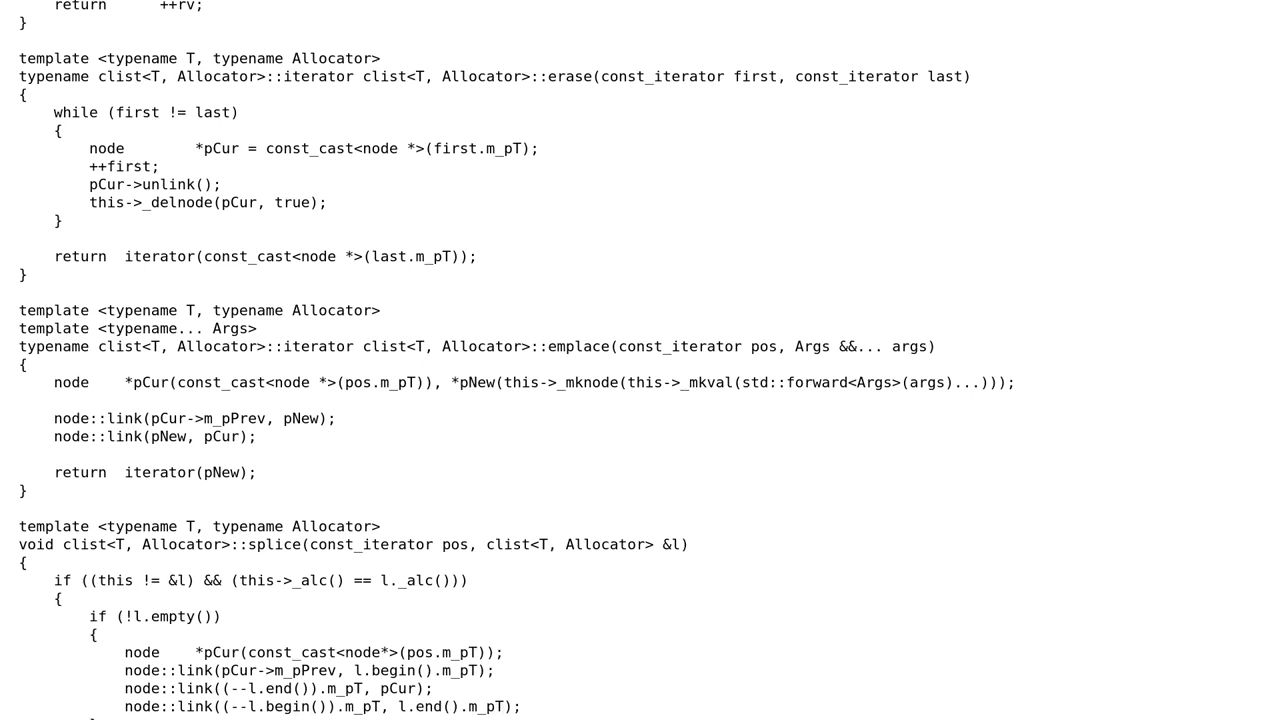 return      ++rv;
}

template <typename T, typename Allocator>
typename clist<T, Allocator>::iterator clist<T, Allocator>::erase(const_iterator first, const_iterator last)
{
    while (first != last)
    {
        node        *pCur = const_cast<node *>(first.m_pT);
        ++first;
        pCur->unlink();
        this->_delnode(pCur, true);
    }

    return  iterator(const_cast<node *>(last.m_pT));
}

template <typename T, typename Allocator>
template <typename... Args>
typename clist<T, Allocator>::iterator clist<T, Allocator>::emplace(const_iterator pos, Args &&... args)
{
    node    *pCur(const_cast<node *>(pos.m_pT)), *pNew(this->_mknode(this->_mkval(std::forward<Args>(args)...)));

    node::link(pCur->m_pPrev, pNew);
    node::link(pNew, pCur);

    return  iterator(pNew);
}

template <typename T, typename Allocator>
void clist<T, Allocator>::splice(const_iterator pos, clist<T, Allocator> &l)
{
    if ((this != &l) && (this->_alc() == l._alc()))
    {
        if (!l.empty())
        {
            node    *pCur(const_cast<node*>(pos.m_pT));
            node::link(pCur->m_pPrev, l.begin().m_pT);
            node::link((--l.end()).m_pT, pCur);
            node::link((--l.begin()).m_pT, l.end().m_pT);